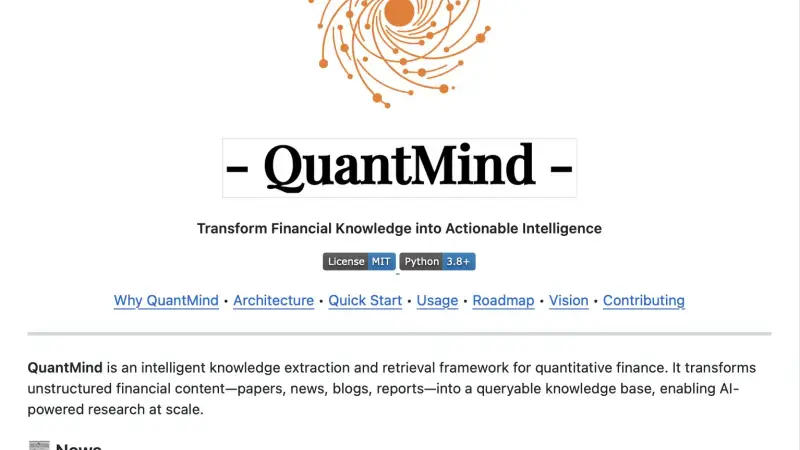 - QuantMind -
Transform Financial Knowledge into Actionable Intelligence
License MIT Python 3.8+
Why QuantMind • Architecture • Quick Start • Usage • Roadmap • Vision • Contributing
QuantMind is an intelligent knowledge extraction and retrieval framework for quantitative finance. It transforms
unstructured financial content—papers, news, blogs, reports—into a queryable knowledge base, enabling AI-
powered research at scale.
News